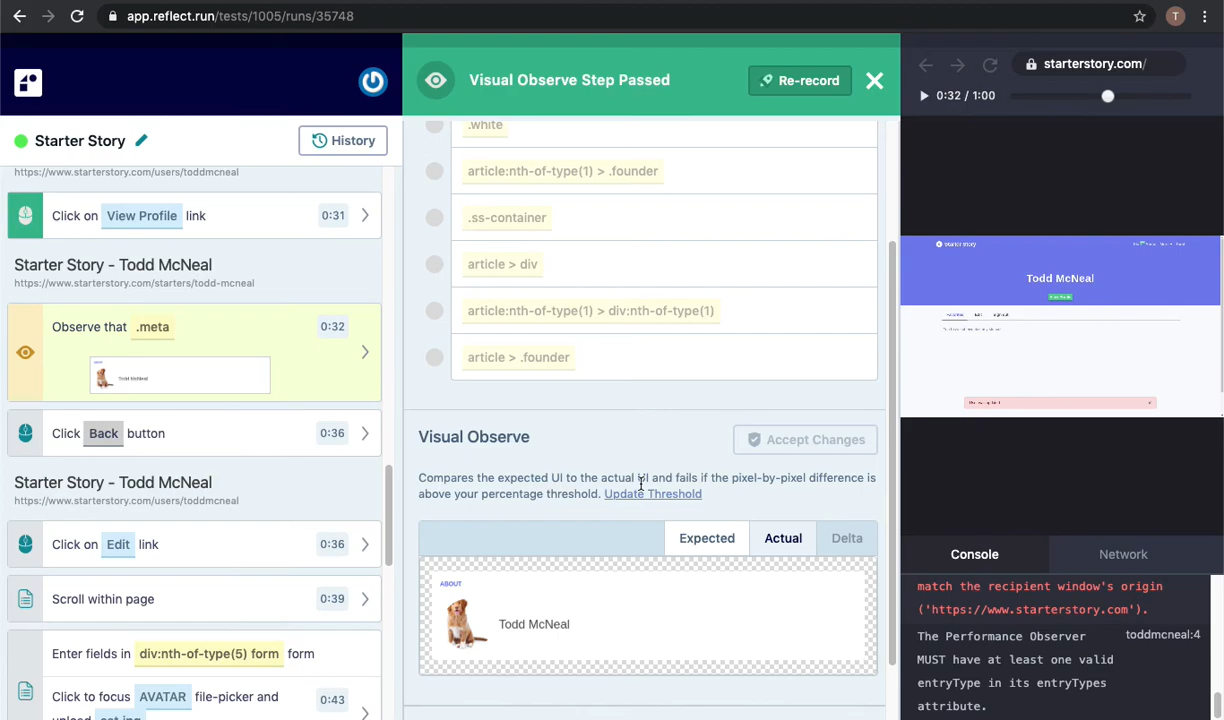 app.reflect.run/tests/1005/runs/35748
T
Starter Story
History
https://www.starterstory.com/users/toddmcneal
Click on View Profile link
0:31
Starter Story - Todd McNeal
https://www.starterstory.com/starters/todd-mcneal
Observe that .meta
0:32
ABOUT
Todd McNeal
Click Back button
0:36
Starter Story - Todd McNeal
https://www.starterstory.com/users/toddmcneal
Click on Edit link
0:36
Scroll within page
0:39
Enter fields in div:nth-of-type(5) form form
Click to focus AVATAR file-picker and
0:43
upload cat.jpg
Visual Observe Step Passed
Re-record
.white
article:nth-of-type(1) > .founder
.ss-container
article > div
article:nth-of-type(1) > div:nth-of-type(1)
article > .founder
Visual Observe
Accept Changes
Compares the expected UI to the actual UI and fails if the pixel-by-pixel difference is
above your percentage threshold. Update Threshold
Expected
Actual
Delta
ABOUT
Todd McNeal
starterstory.com/
0:32 / 1:00
Starter Story
Todd McNeal
Console
Network
match the recipient window's origin
('https://www.starterstory.com').
The Performance Observer
toddmcneal:4
MUST have at least one valid
entryType in its entryTypes
attribute.